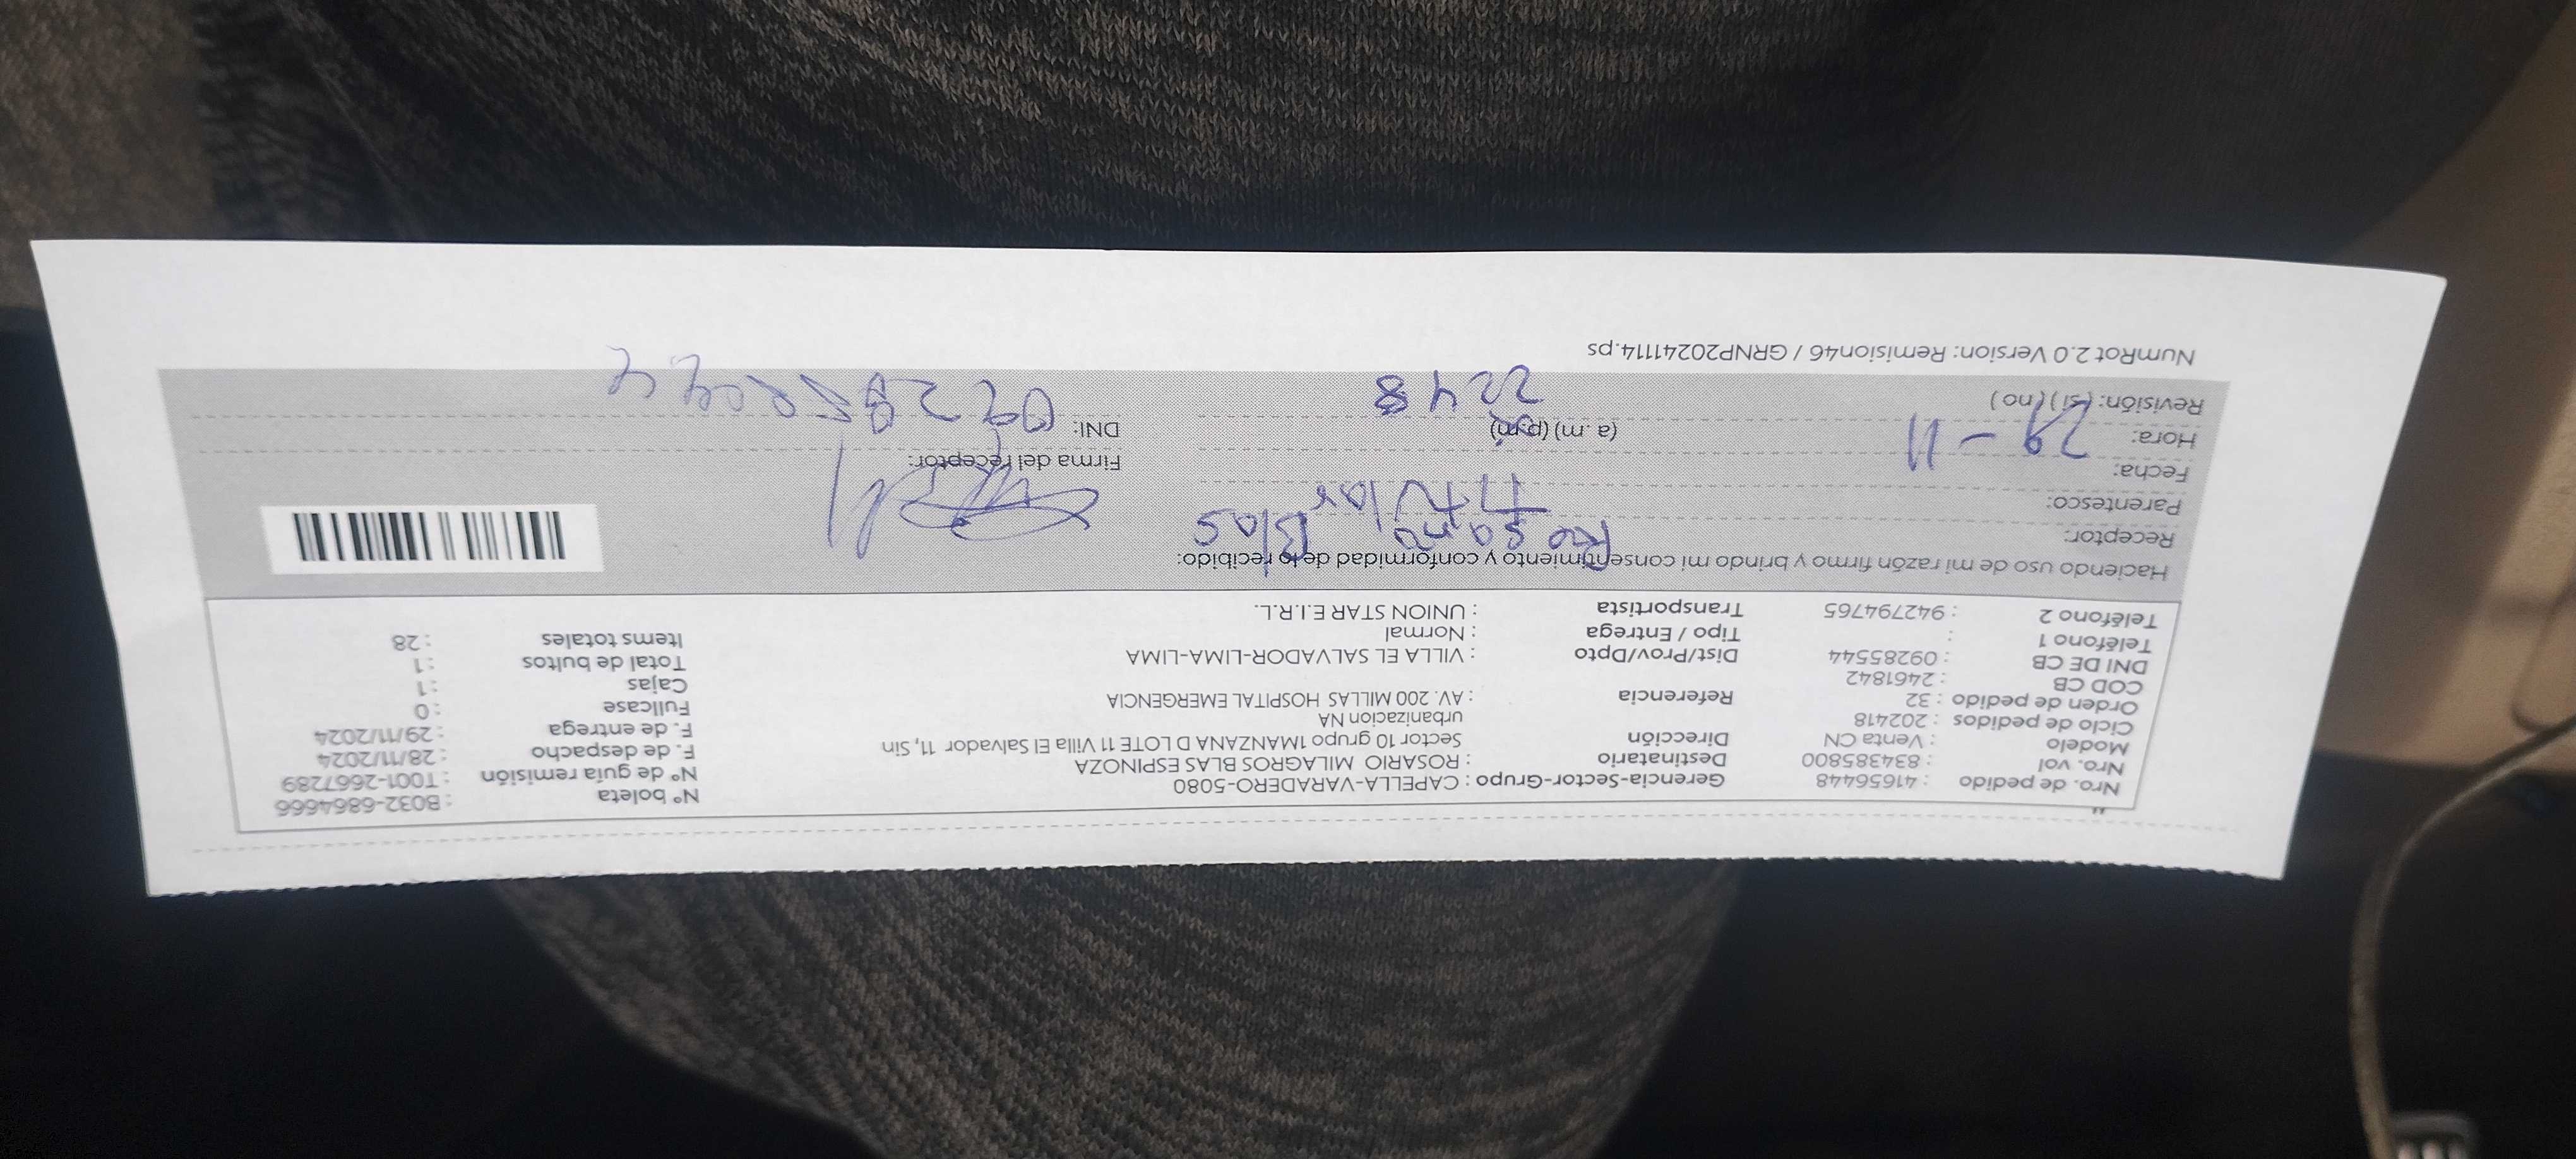 "
Nro. de pedido : 41656448 Gerencia-Sector-Grupo : CAPELLA-VARADERO-5080 Nº boleta : B032-6864666
Nro. vol : 834385800 Destinatario : ROSARIO MILAGROS BLAS ESPINOZA Nº de guía remisión : T001-2667289
Modelo : Venta CN Dirección Sector 10 grupo 1MANZANA D LOTE 11 Villa El Salvador 11, Sin, F. de despacho : 28/11/2024
Ciclo de pedidos : 202418 urbanizacion NA F. de entrega : 29/11/2024
Orden de pedido : 32 Referencia : AV. 200 MILLAS HOSPITAL EMERGENCIA Fullcase : 0
COD CB : 2461842 Cajas : 1
DNI DE CB : 09285544 Dist/Prov/Dpto : VILLA EL SALVADOR-LIMA-LIMA Total de bultos : 1
Teléfono 1 : Tipo / Entrega : Normal Items totales : 28
Teléfono 2 : 942794765 Transportista : UNION STAR E.I.R.L.
Haciendo uso de mi razón firmo y brindo mi consentimiento y conformidad de lo recibido:
Receptor: Blas
Parentesco: Titular
Fecha: 29-11 Firma del receptor:
Hora: (a.m) (p.m) 2248 DNI:
Revisión: ( si ) ( no )
NumRot 2.0 Version: Remision46 / GRNP20241114.ps